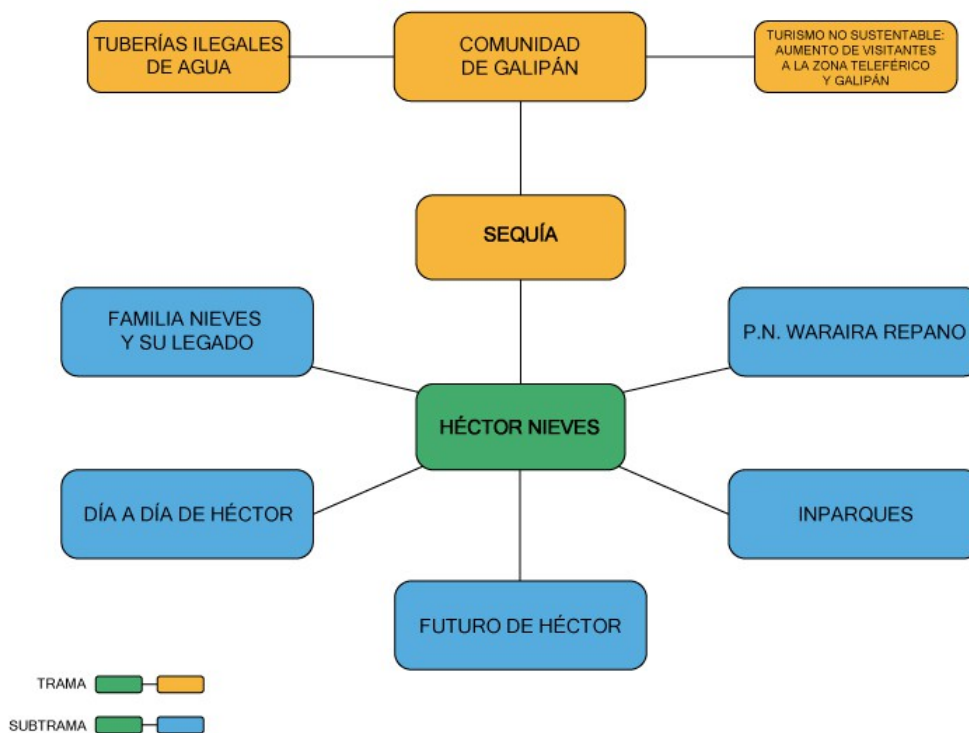 TUBERÍAS ILEGALES
DE AGUA
COMUNIDAD
DE GALIPÁN
TURISMO NO SUSTENTABLE:
AUMENTO DE VISITANTES
A LA ZONA TELEFÉRICO
Y GALIPÁN
SEQUÍA
FAMILIA NIEVES
Y SU LEGADO
P.N. WARAIRA REPANO
HÉCTOR NIEVES
DÍA A DÍA DE HÉCTOR
INPARQUES
FUTURO DE HÉCTOR
TRAMA
SUBTRAMA